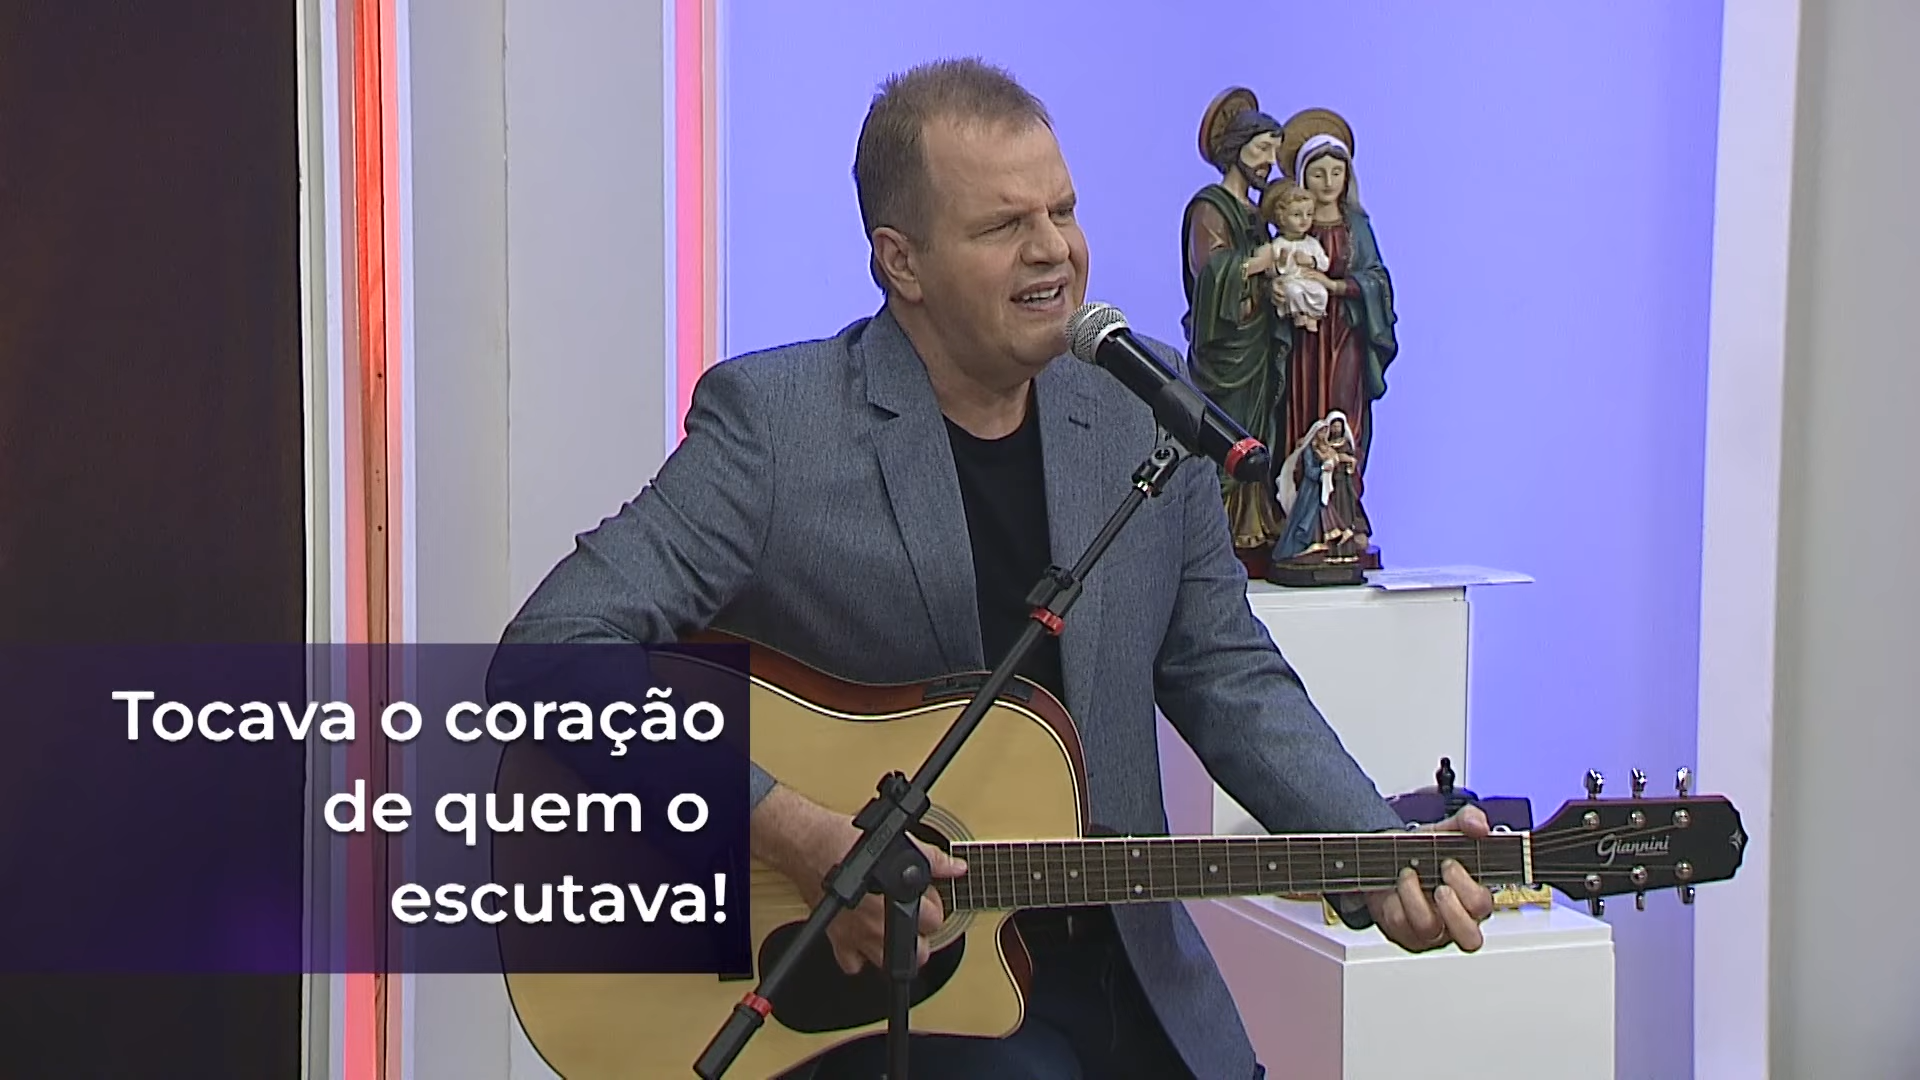 Tocava o coração
de quem o
escutava!
Giannini